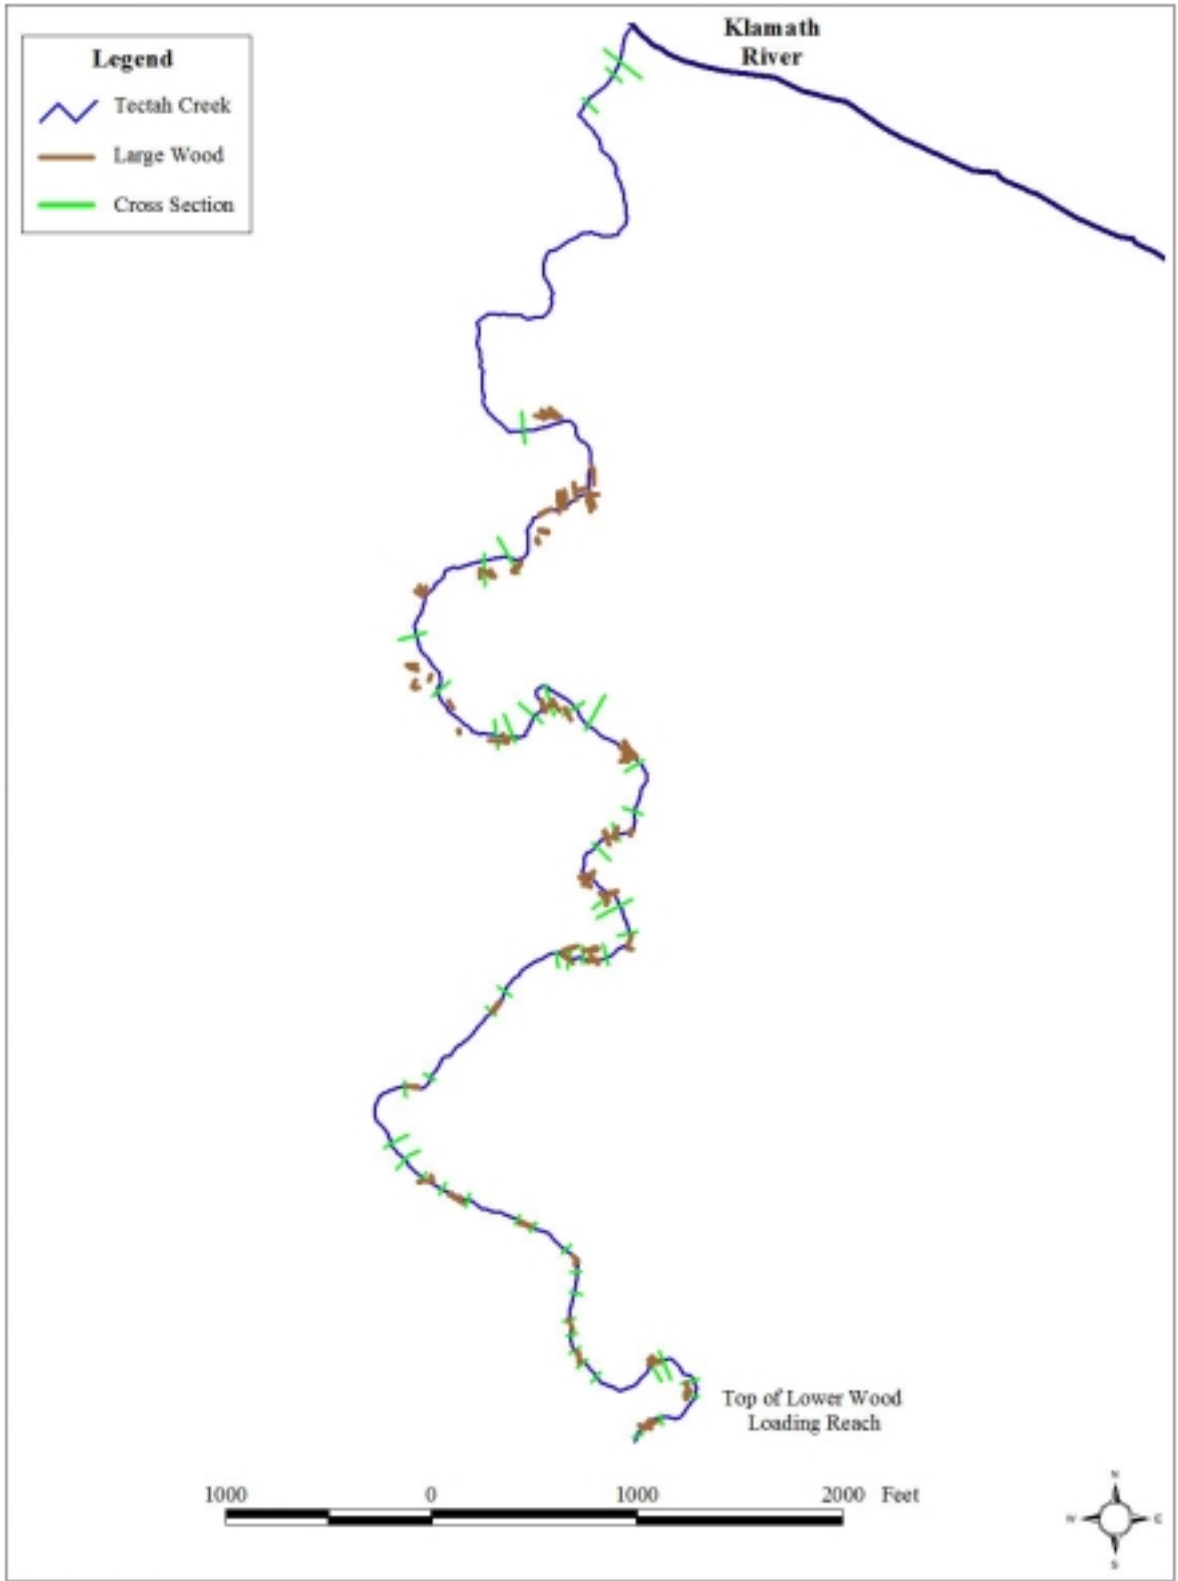 Klamath
River
Legend
Tectah Creek
Large Wood
Cross Section
Top of Lower Wood
Loading Reach
1000 0 1000 2000 Feet
N
W E
S